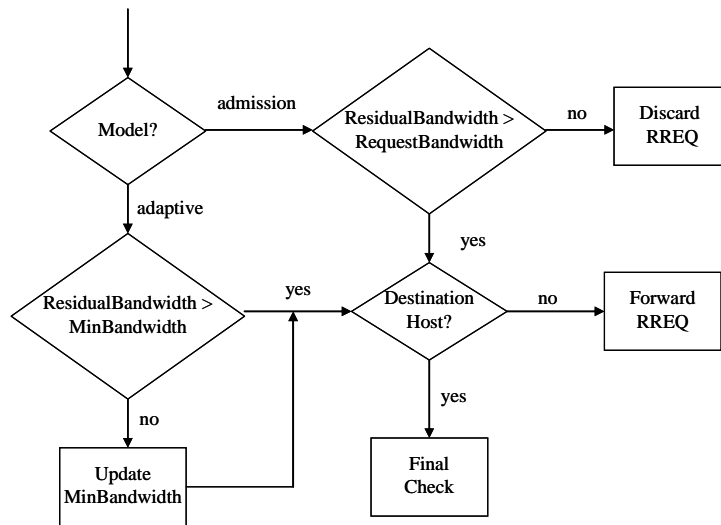 admission
Model?
ResidualBandwidth >
RequestBandwidth
no
Discard
RREQ
adaptive
yes
ResidualBandwidth >
MinBandwidth
yes
Destination
Host?
no
Forward
RREQ
no
yes
Update
MinBandwidth
Final
Check